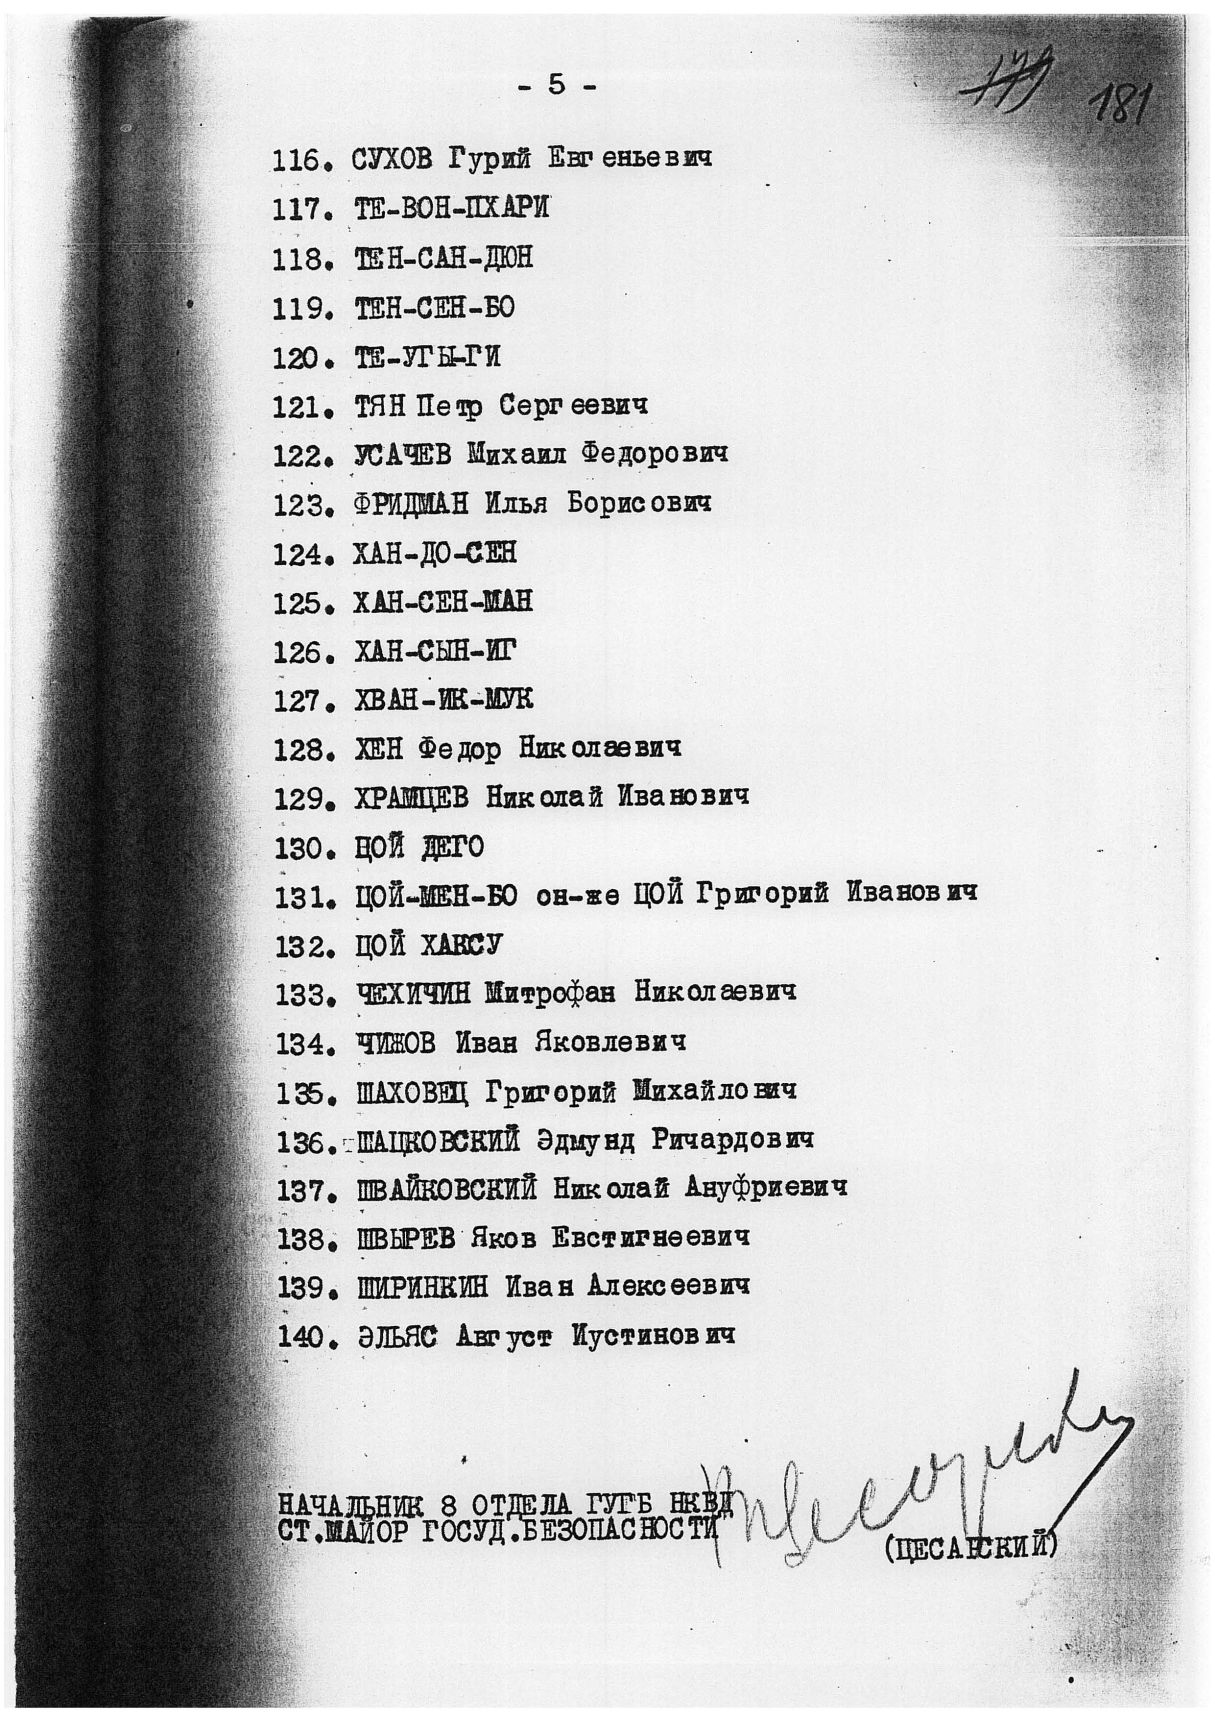 - 5 -
181
116. СУХОВ Гурий Евгеньевич
117. ТЕ-ВОН-ПХАРИ
118. ТЕН-САН-ДЮН
119. ТЕН-СЕН-БО
120. ТЕ-УГЫ-ГИ
121. ТЯН Петр Сергеевич
122. УСАЧЕВ Михаил Федорович
123. ФРИДМАН Илья Борисович
124. ХАН-ДО-СЕН
125. ХАН-СЕН-МАН
126. ХАН-СЫН-ИГ
127. ХВАН-ИК-МУК
128. ХЕН Федор Николаевич
129. ХРАМЦЕВ Николай Иванович
130. ЦОЙ ДЕГО
131. ЦОЙ-МЕН-БО он-же ЦОЙ Григорий Иванович
132. ЦОЙ ХАКСУ
133. ЧЕХИЧИН Митрофан Николаевич
134. ЧИЖОВ Иван Яковлевич
135. ШАХОВЕЦ Григорий Михайлович
136. ШАЦКОВСКИЙ Эдмунд Ричардович
137. ШВАЙКОВСКИЙ Николай Ануфриевич
138. ШВЫРЕВ Яков Евстигнеевич
139. ШИРИНКИН Иван Алексеевич
140. ЭЛЬЯС Август Иустинович
НАЧАЛЬНИК 8 ОТДЕЛА ГУГБ НКВД
СТ.МАЙОР ГОСУД.БЕЗОПАСНОСТИ
(ЦЕСАРСКИЙ)